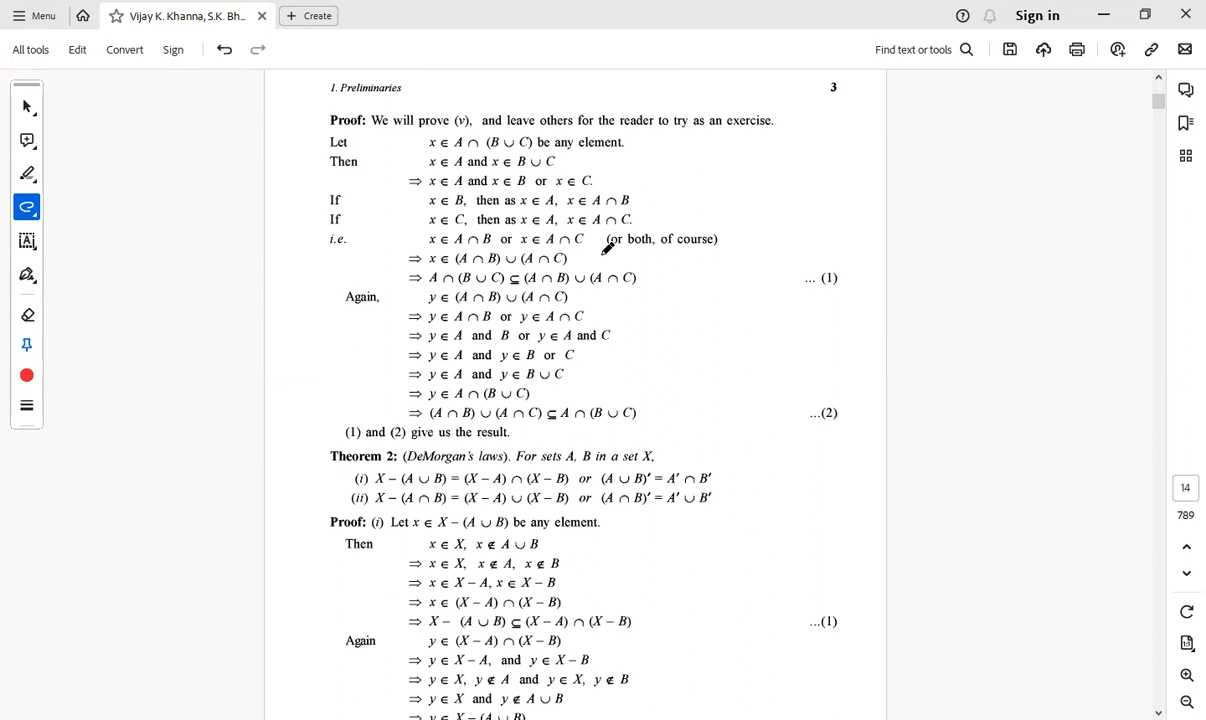 Menu
Vijay K. Khanna, S.K. Bh...
Create
Sign in
All tools Edit Convert Sign
Find text or tools
1. Preliminaries 3
Proof: We will prove (v), and leave others for the reader to try as an exercise.
Let x ∈ A ∩ (B ∪ C) be any element.
Then x ∈ A and x ∈ B ∪ C
⇒ x ∈ A and x ∈ B or x ∈ C.
If x ∈ B, then as x ∈ A, x ∈ A ∩ B
If x ∈ C, then as x ∈ A, x ∈ A ∩ C.
i.e. x ∈ A ∩ B or x ∈ A ∩ C (or both, of course)
⇒ x ∈ (A ∩ B) ∪ (A ∩ C)
⇒ A ∩ (B ∪ C) ⊆ (A ∩ B) ∪ (A ∩ C) ... (1)
Again, y ∈ (A ∩ B) ∪ (A ∩ C)
⇒ y ∈ A ∩ B or y ∈ A ∩ C
⇒ y ∈ A and B or y ∈ A and C
⇒ y ∈ A and y ∈ B or C
⇒ y ∈ A and y ∈ B ∪ C
⇒ y ∈ A ∩ (B ∪ C)
⇒ (A ∩ B) ∪ (A ∩ C) ⊆ A ∩ (B ∪ C) ...(2)
(1) and (2) give us the result.
Theorem 2: (DeMorgan's laws). For sets A, B in a set X,
(i) X – (A ∪ B) = (X – A) ∩ (X – B) or (A ∪ B)′ = A′ ∩ B′
(ii) X – (A ∩ B) = (X – A) ∪ (X – B) or (A ∩ B)′ = A′ ∪ B′
Proof: (i) Let x ∈ X – (A ∪ B) be any element.
Then x ∈ X, x ∉ A ∪ B
⇒ x ∈ X, x ∉ A, x ∉ B
⇒ x ∈ X – A, x ∈ X – B
⇒ x ∈ (X – A) ∩ (X – B)
⇒ X – (A ∪ B) ⊆ (X – A) ∩ (X – B) ...(1)
Again y ∈ (X – A) ∩ (X – B)
⇒ y ∈ X – A, and y ∈ X – B
⇒ y ∈ X, y ∉ A and y ∈ X, y ∉ B
⇒ y ∈ X and y ∉ A ∪ B
⇒ y ∈ X – (A ∪ B)
14
789